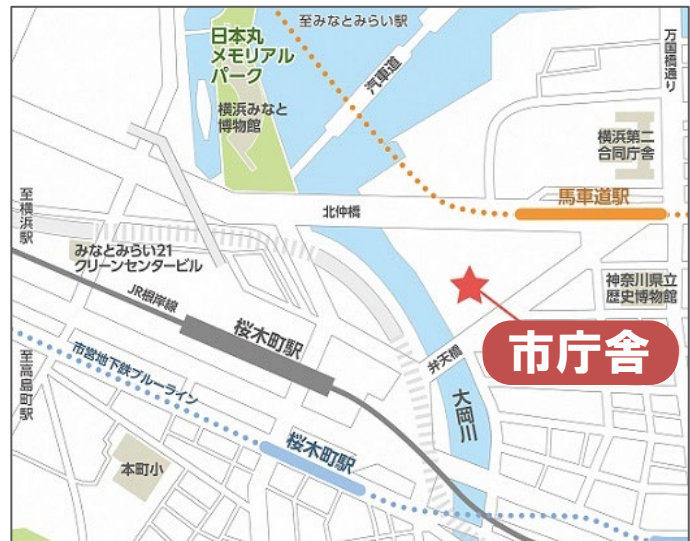 至みなとみらい駅
日本丸
メモリアル
パーク
汽車道
万国橋通り
横浜みなと
博物館
横浜第二
合同庁舎
馬車道駅
至横浜駅
北仲橋
みなとみらい21
クリーンセンタービル
神奈川県立
歴史博物館
JR根岸線
桜木町駅
市庁舎
弁天橋
至高島町駅
市営地下鉄ブルーライン
大岡川
桜木町駅
本町小